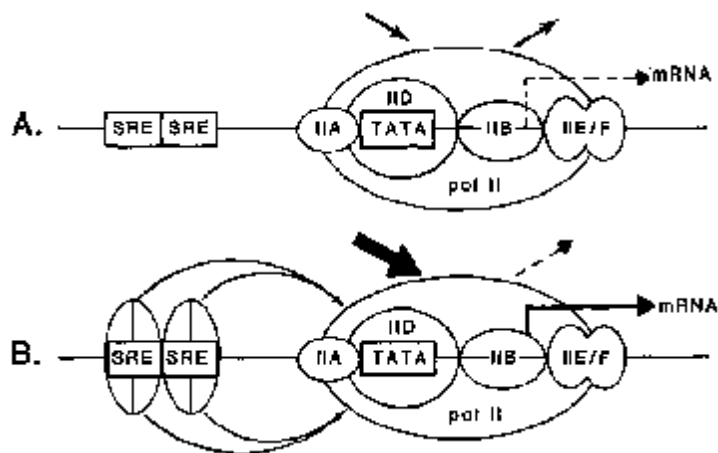 mRNA
IID
A. SRE SRE IIA TATA IIB IIE/F
pol II
mRNA
IID
B. SRE SRE IIA TATA IIB IIE/F
pol II